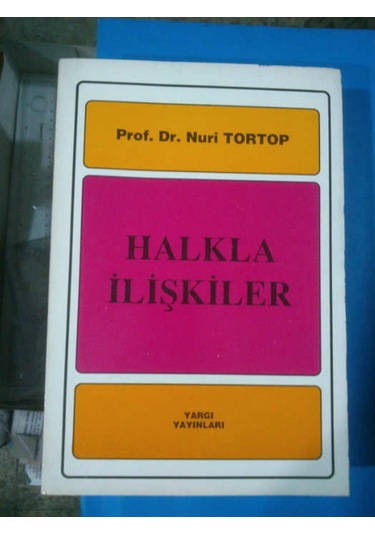 Prof. Dr. Nuri TORTOP
HALKLA
İLİŞKİLER
YARGI
YAYINLARI